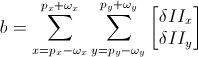 b = \sum_{x=p_x-\omega_x}^{p_x+\omega_x} \sum_{y=p_y-\omega_y}^{p_y+\omega_y} \begin{bmatrix} \delta I I_x \\ \delta I I_y \end{bmatrix}